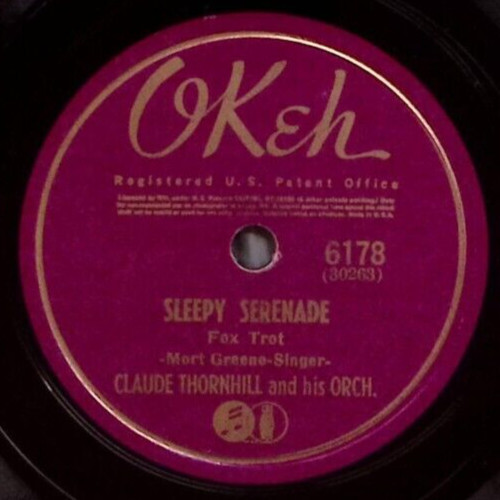 OKeh
Registered U.S. Patent Office
6178
(30263)
SLEEPY SERENADE
Fox Trot
-Mort Greene-Singer-
CLAUDE THORNHILL and his ORCH.